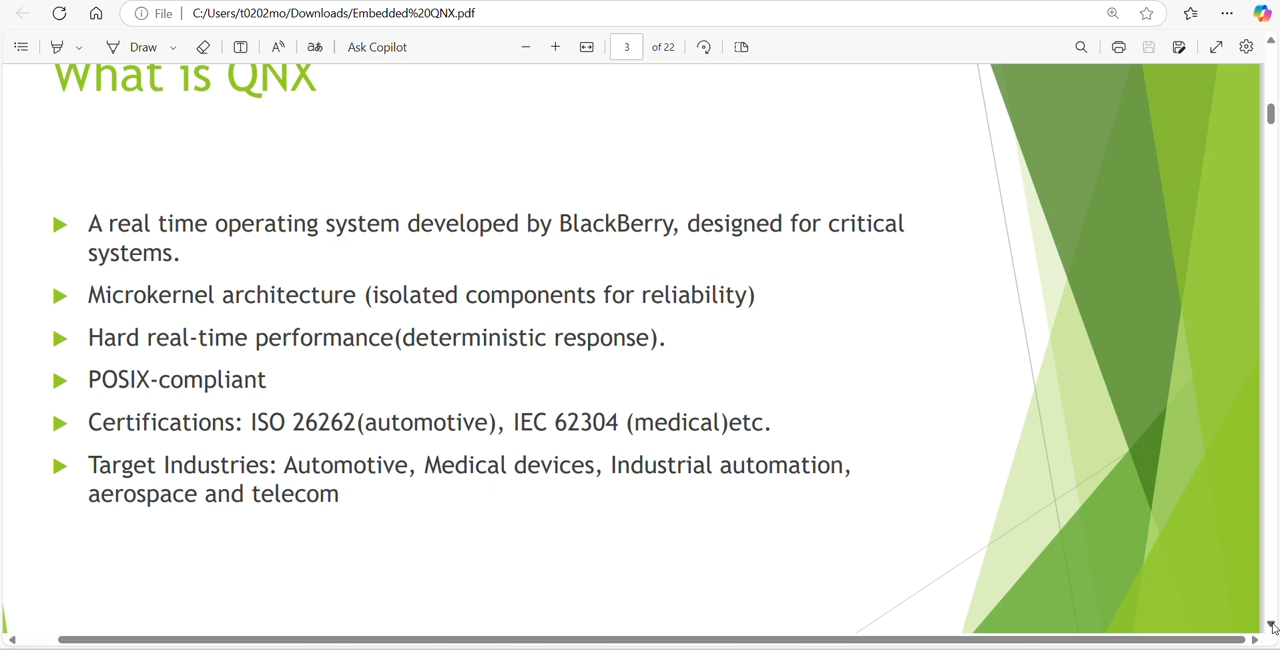 File
C:/Users/t0202mo/Downloads/Embedded%20QNX.pdf
Draw
Ask Copilot
3
of 22
What is QNX
A real time operating system developed by BlackBerry, designed for critical
systems.
Microkernel architecture (isolated components for reliability)
Hard real-time performance(deterministic response).
POSIX-compliant
Certifications: ISO 26262(automotive), IEC 62304 (medical)etc.
Target Industries: Automotive, Medical devices, Industrial automation,
aerospace and telecom